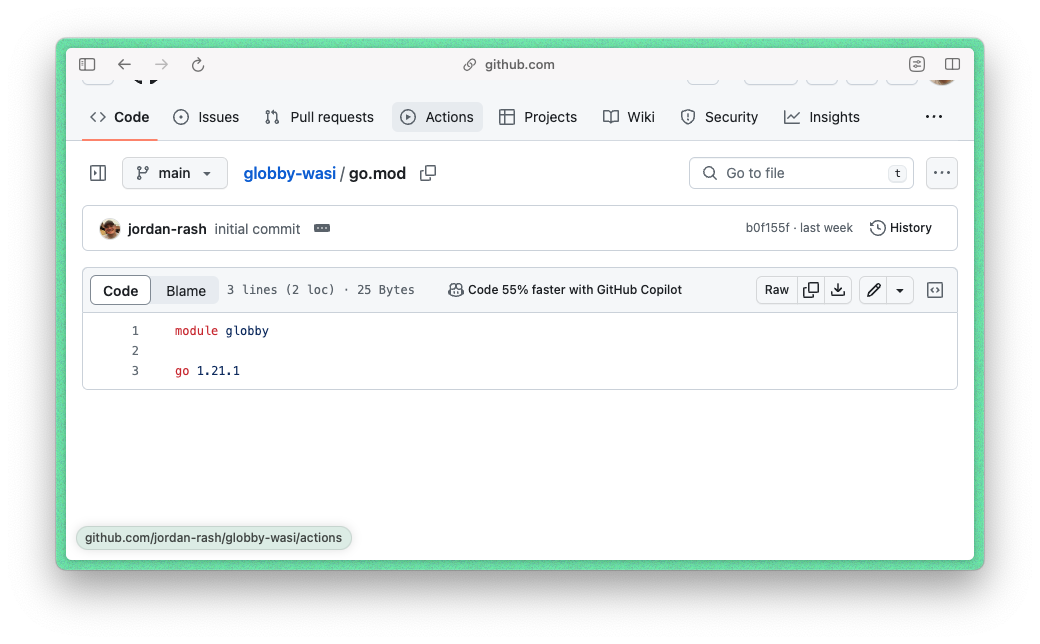 github.com
Code Issues Pull requests Actions Projects Wiki Security Insights
main globby-wasi / go.mod Go to file t
jordan-rash initial commit b0f155f · last week History
Code Blame 3 lines (2 loc) · 25 Bytes Code 55% faster with GitHub Copilot Raw
1 module globby
2
3 go 1.21.1
github.com/jordan-rash/globby-wasi/actions